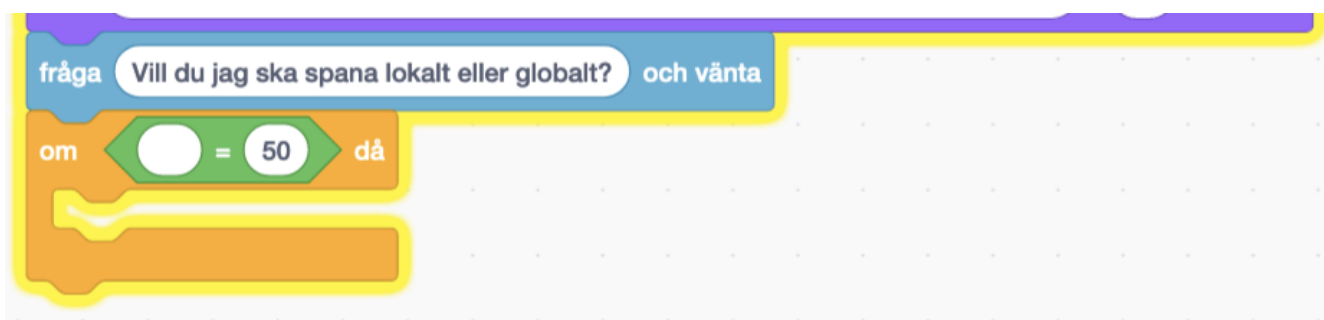 fråga Vill du jag ska spana lokalt eller globalt? och vänta
om = 50 då